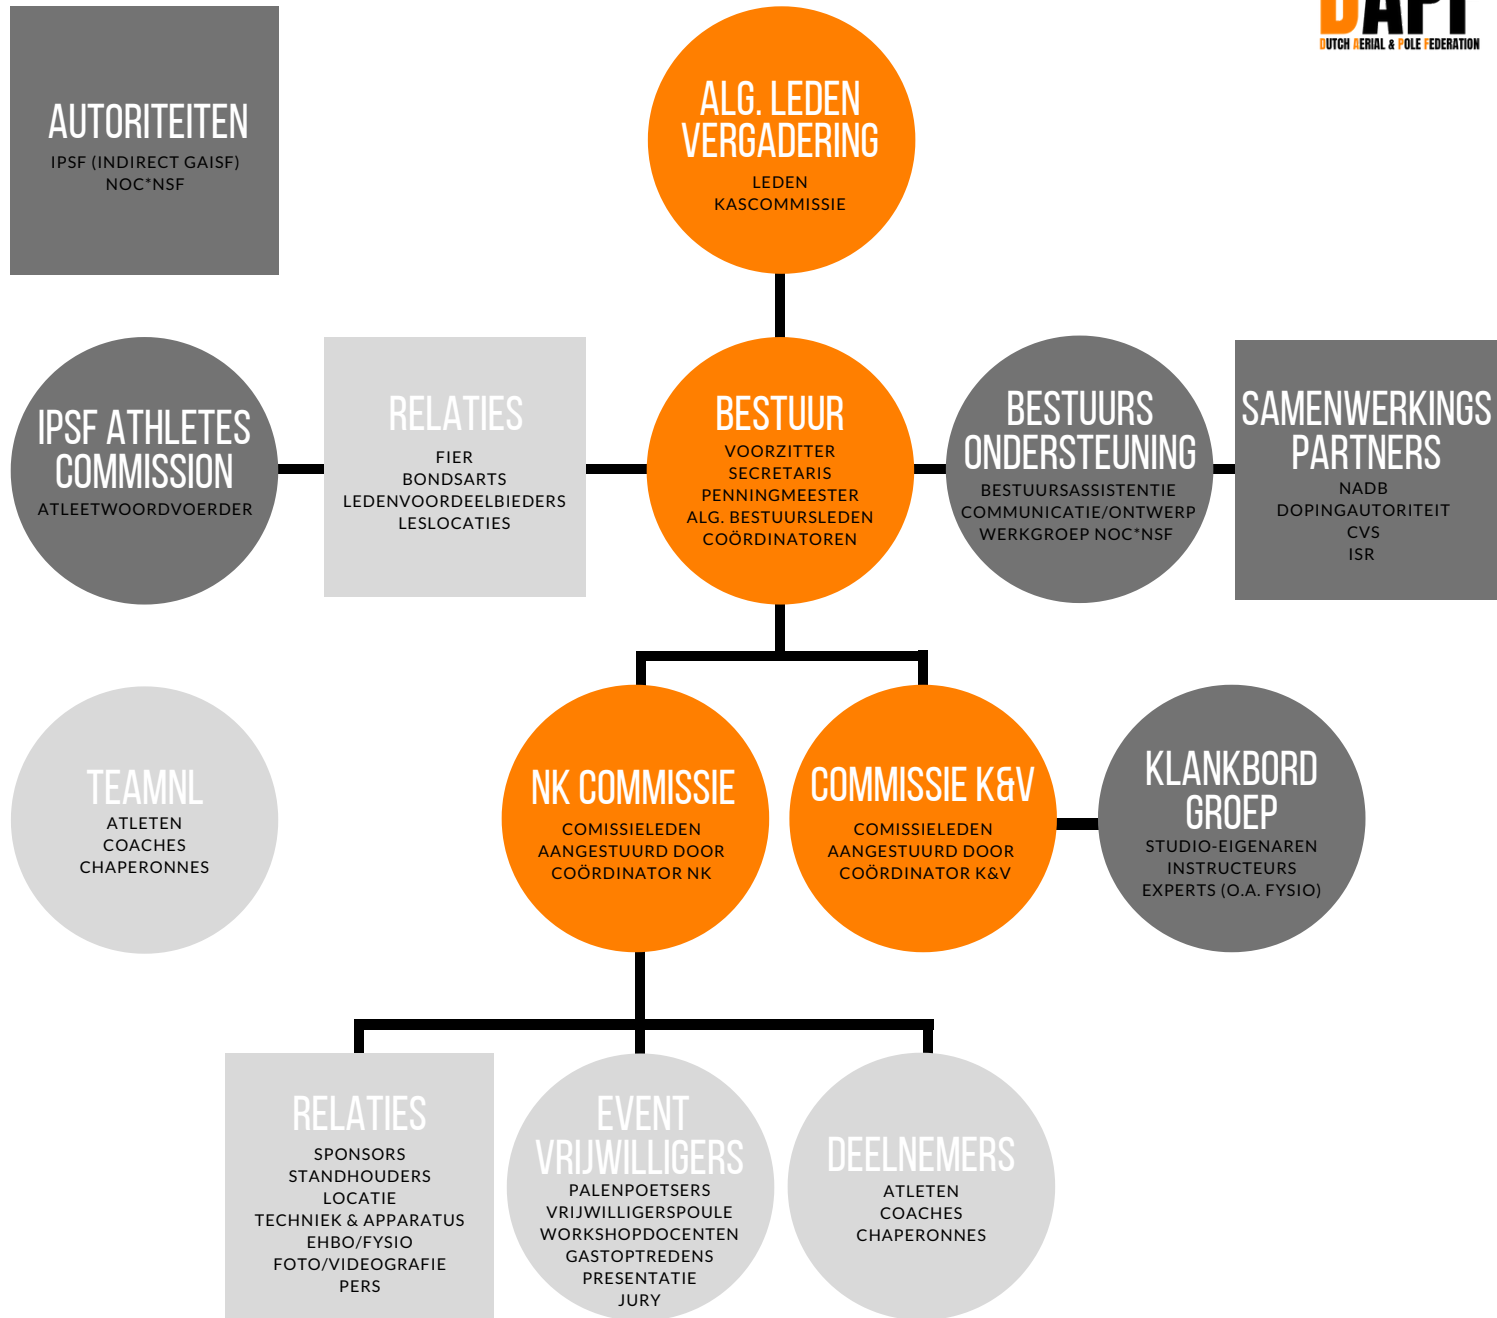 DAPF
DUTCH AERIAL & POLE FEDERATION
AUTORITEITEN
IPSF (INDIRECT GAISF)
NOC*NSF
ALG. LEDEN
VERGADERING
LEDEN
KASCOMMISSIE
IPSF ATHLETES
COMMISSION
ATLEETWOORDVOERDER
RELATIES
FIER
BONDSARTS
LEDENVOORDEELBIEDERS
LESLOCATIES
BESTUUR
VOORZITTER
SECRETARIS
PENNINGMEESTER
ALG. BESTUURSLEDEN
COÖRDINATOREN
BESTUURS
ONDERSTEUNING
BESTUURSASSISTENTIE
COMMUNICATIE/ONTWERP
WERKGROEP NOC*NSF
SAMENWERKINGS
PARTNERS
NADB
DOPINGAUTORITEIT
CVS
ISR
TEAMNL
ATLETEN
COACHES
CHAPERONNES
NK COMMISSIE
COMISSIELEDEN
AANGESTUURD DOOR
COÖRDINATOR NK
COMMISSIE K&V
COMISSIELEDEN
AANGESTUURD DOOR
COÖRDINATOR K&V
KLANKBORD
GROEP
STUDIO-EIGENAREN
INSTRUCTEURS
EXPERTS (O.A. FYSIO)
RELATIES
SPONSORS
STANDHOUDERS
LOCATIE
TECHNIEK & APPARATUS
EHBO/FYSIO
FOTO/VIDEOGRAFIE
PERS
EVENT
VRIJWILLIGERS
PALENPOETSERS
VRIJWILLIGERSPOULE
WORKSHOPDOCENTEN
GASTOPTREDENS
PRESENTATIE
JURY
DEELNEMERS
ATLETEN
COACHES
CHAPERONNES